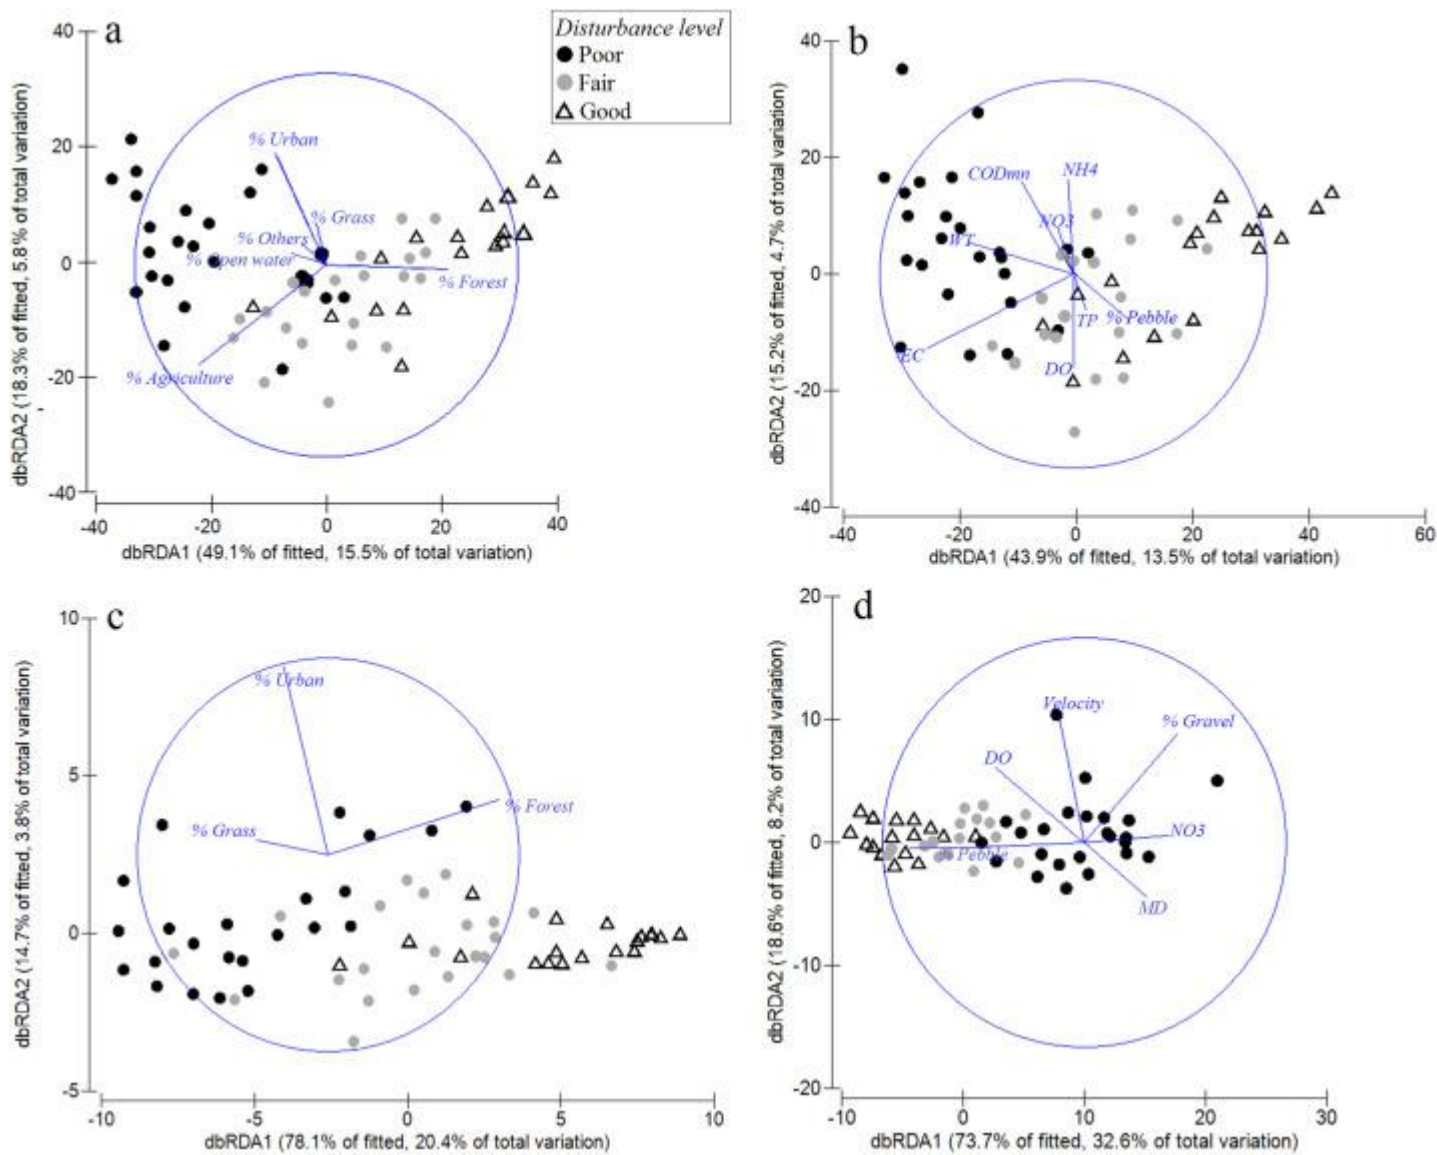 a
Disturbance level
Poor
Fair
Good
40
20
0
-20
-40
-40
-20
0
20
40
% Urban
% Grass
% Others
% Open water
% Forest
% Agriculture
dbRDA2 (18.3% of fitted, 5.8% of total variation)
dbRDA1 (49.1% of fitted, 15.5% of total variation)
b
40
20
0
-20
-40
-40
-20
0
20
40
60
CODmn
NH4
NO3
WT
TP
% Pebble
EC
DO
dbRDA2 (15.2% of fitted, 4.7% of total variation)
dbRDA1 (43.9% of fitted, 13.5% of total variation)
c
10
5
0
-5
-10
-5
0
5
10
% Urban
% Forest
% Grass
dbRDA2 (14.7% of fitted, 3.8% of total variation)
dbRDA1 (78.1% of fitted, 20.4% of total variation)
d
20
10
0
-10
-20
-10
0
10
20
30
Velocity
% Gravel
DO
NO3
% Pebble
MD
dbRDA2 (18.6% of fitted, 8.2% of total variation)
dbRDA1 (73.7% of fitted, 32.6% of total variation)